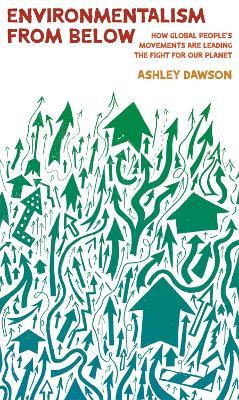 ENVIRONMENTALISM
FROM BELOW
HOW GLOBAL PEOPLE'S
MOVEMENTS ARE LEADING
THE FIGHT FOR OUR PLANET
ASHLEY DAWSON